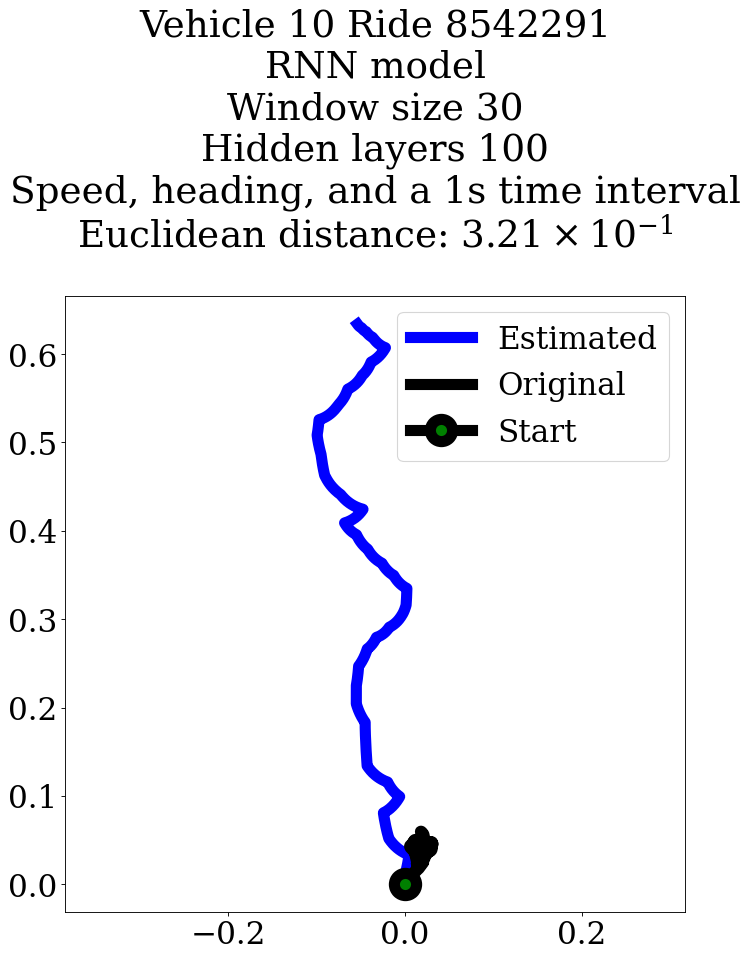 Vehicle 10 Ride 8542291
RNN model
Window size 30
Hidden layers 100
Speed, heading, and a 1s time interval
Euclidean distance: 3.21 × 10⁻¹
Estimated
Original
Start
0.6
0.5
0.4
0.3
0.2
0.1
0.0
−0.2
0.0
0.2